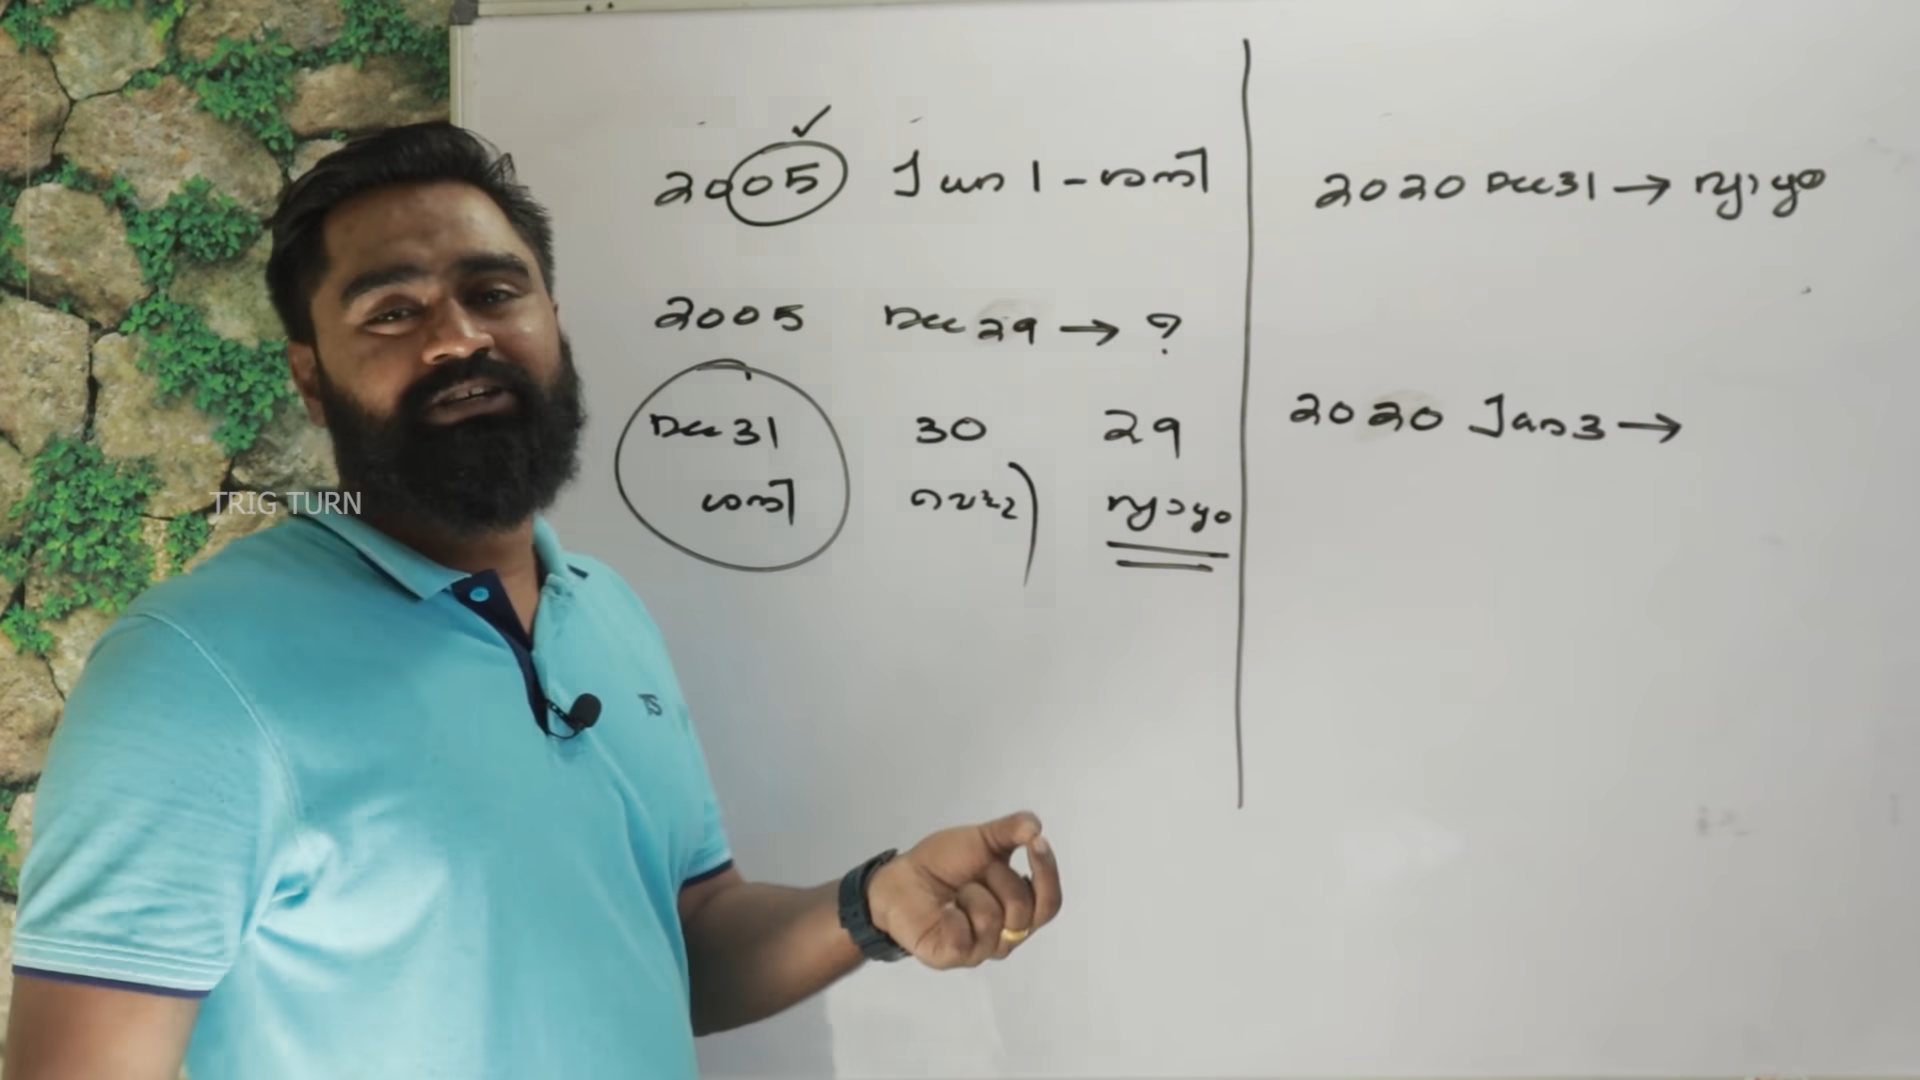 2005 Jan 1 - ശനി
2005 Dec 29 → ?
Dec 31 30 29
ശനി വെള്ളി വ്യാഴം
2020 Dec 31 → വ്യാഴം
2020 Jan 3 →
TRIG TURN
TS